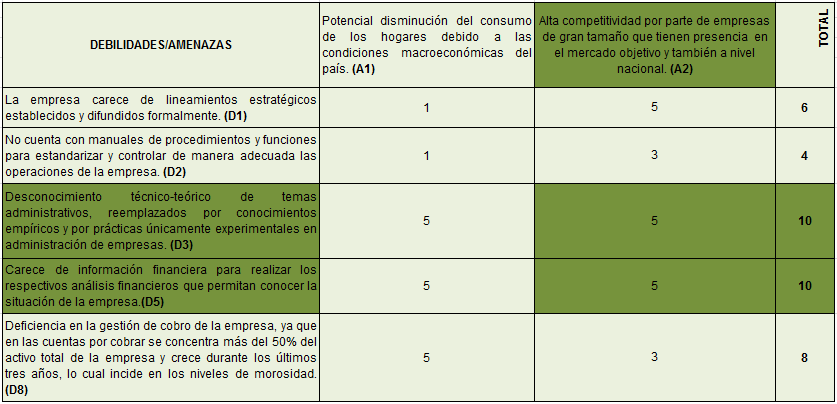 DEBILIDADES/AMENAZAS
Potencial disminución del consumo
de los hogares debido a las
condiciones macroeconómicas del
país. (A1)
Alta competitividad por parte de empresas
de gran tamaño que tienen presencia en
el mercado objetivo y también a nivel
nacional. (A2)
TOTAL
La empresa carece de lineamientos estratégicos
establecidos y difundidos formalmente. (D1)
1
5
6
No cuenta con manuales de procedimientos y funciones
para estandarizar y controlar de manera adecuada las
operaciones de la empresa. (D2)
1
3
4
Desconocimiento técnico-teórico de temas
administrativos, reemplazados por conocimientos
empíricos y por prácticas únicamente experimentales en
administración de empresas. (D3)
5
5
10
Carece de información financiera para realizar los
respectivos análisis financieros que permitan conocer la
situación de la empresa.(D5)
5
5
10
Deficiencia en la gestión de cobro de la empresa, ya que
en las cuentas por cobrar se concentra más del 50% del
activo total de la empresa y crece durante los últimos
tres años, lo cual incide en los niveles de morosidad.
(D8)
5
3
8